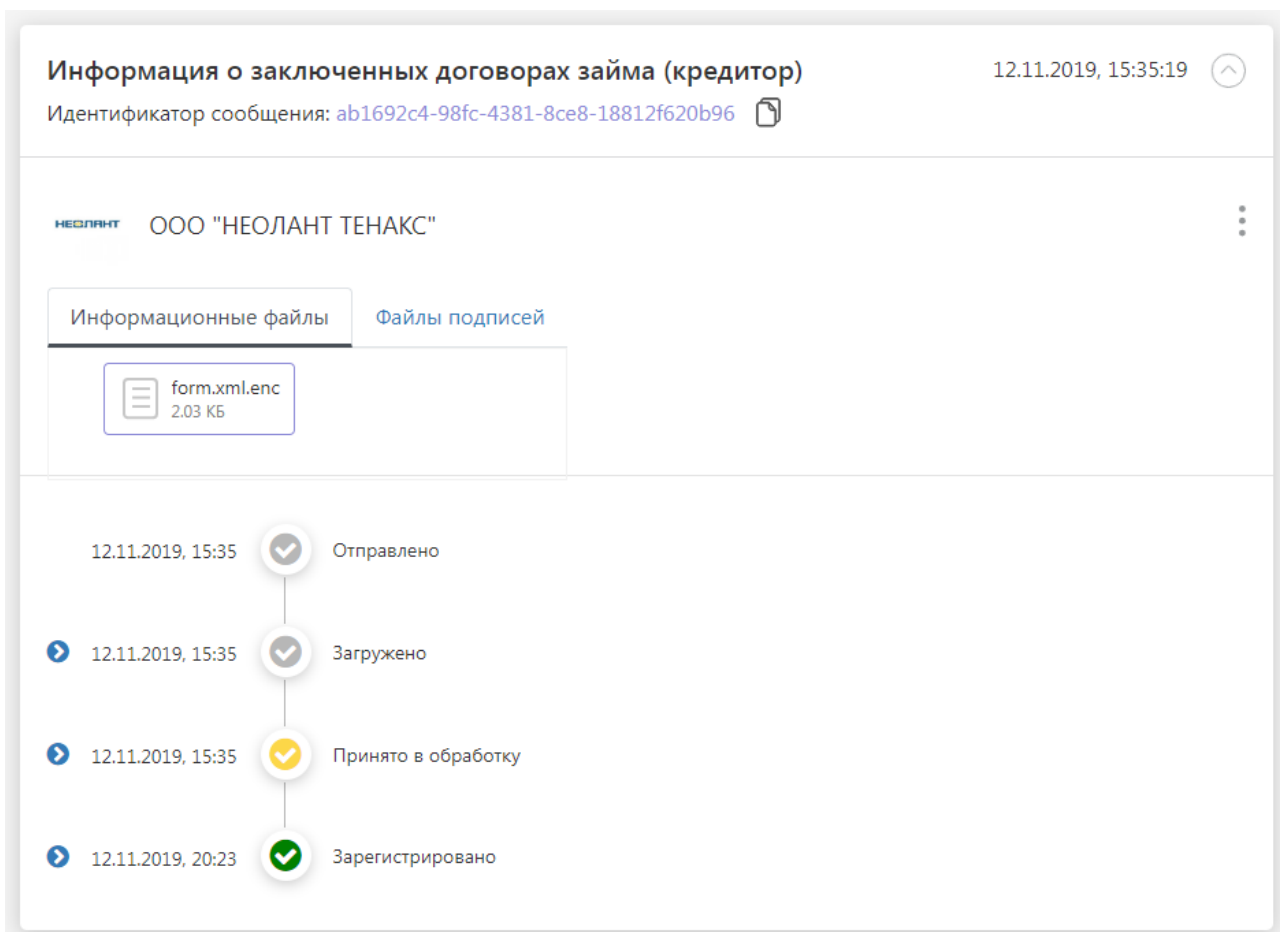 Информация о заключенных договорах займа (кредитор)
12.11.2019, 15:35:19
Идентификатор сообщения: ab1692c4-98fc-4381-8ce8-18812f620b96
НЕОЛАНТ
ООО "НЕОЛАНТ ТЕНАКС"
Информационные файлы
Файлы подписей
form.xml.enc
2.03 КБ
12.11.2019, 15:35 Отправлено
12.11.2019, 15:35 Загружено
12.11.2019, 15:35 Принято в обработку
12.11.2019, 20:23 Зарегистрировано